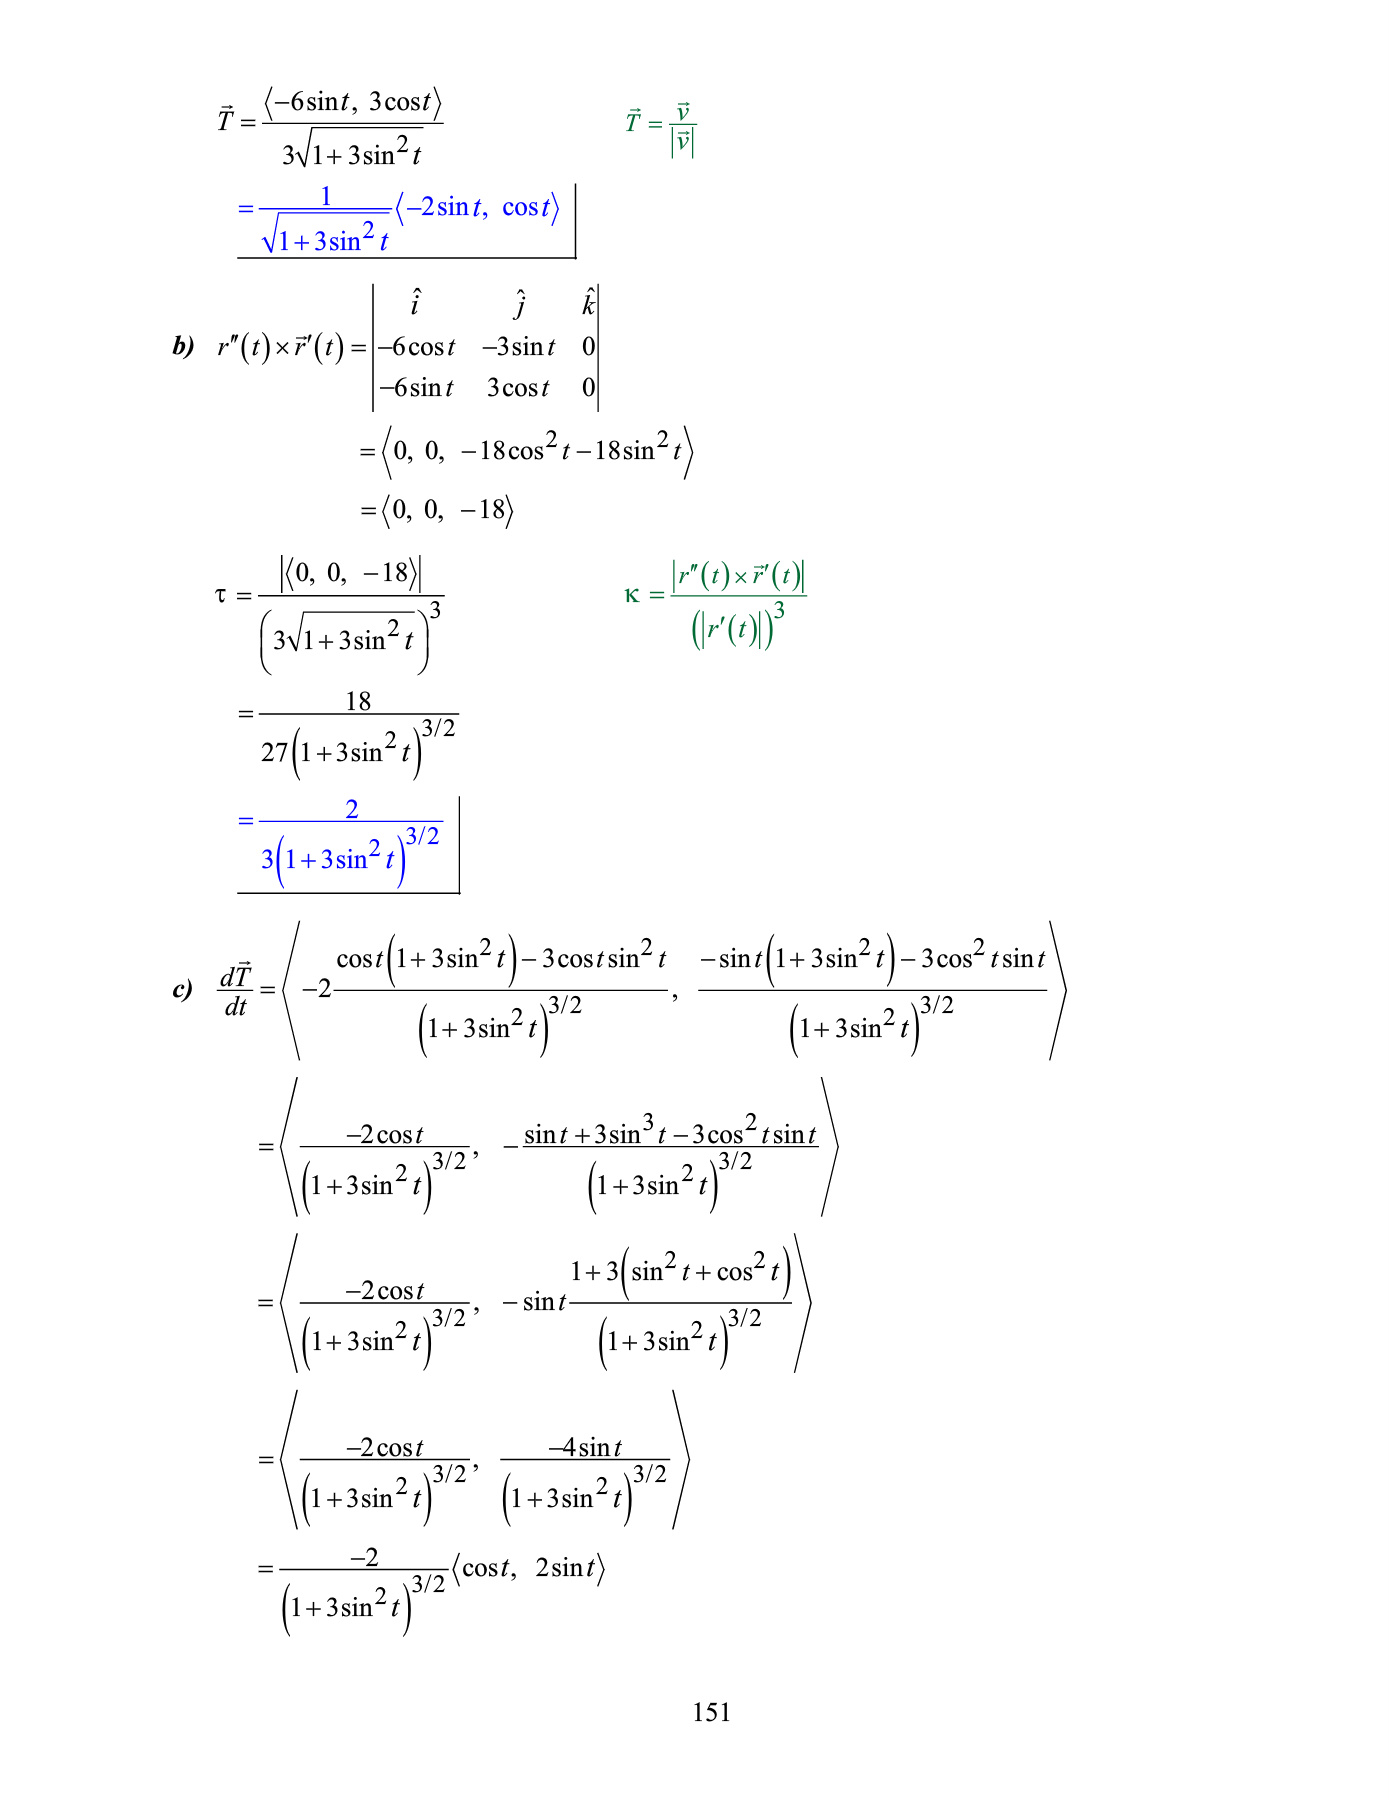 $\vec{T} = \frac{\langle -6\sin t,\ 3\cos t\rangle}{3\sqrt{1+3\sin^2 t}}$ $\vec{T} = \frac{\vec{v}}{|\vec{v}|}$
$= \frac{1}{\sqrt{1+3\sin^2 t}}\langle -2\sin t,\ \cos t\rangle$
b) $r''(t)\times\vec{r}'(t) = \begin{vmatrix} \hat{i} & \hat{j} & \hat{k} \\ -6\cos t & -3\sin t & 0 \\ -6\sin t & 3\cos t & 0 \end{vmatrix}$
$= \langle 0,\ 0,\ -18\cos^2 t - 18\sin^2 t\rangle$
$= \langle 0,\ 0,\ -18\rangle$
$\tau = \frac{|\langle 0,\ 0,\ -18\rangle|}{\left(3\sqrt{1+3\sin^2 t}\right)^3}$ $\kappa = \frac{|r''(t)\times\vec{r}'(t)|}{(|r'(t)|)^3}$
$= \frac{18}{27\left(1+3\sin^2 t\right)^{3/2}}$
$= \frac{2}{3\left(1+3\sin^2 t\right)^{3/2}}$
c) $\frac{d\vec{T}}{dt} = \left\langle -2\frac{\cos t\left(1+3\sin^2 t\right)-3\cos t\sin^2 t}{\left(1+3\sin^2 t\right)^{3/2}},\ \frac{-\sin t\left(1+3\sin^2 t\right)-3\cos^2 t\sin t}{\left(1+3\sin^2 t\right)^{3/2}}\right\rangle$
$= \left\langle \frac{-2\cos t}{\left(1+3\sin^2 t\right)^{3/2}},\ -\frac{\sin t+3\sin^3 t-3\cos^2 t\sin t}{\left(1+3\sin^2 t\right)^{3/2}}\right\rangle$
$= \left\langle \frac{-2\cos t}{\left(1+3\sin^2 t\right)^{3/2}},\ -\sin t\frac{1+3\left(\sin^2 t+\cos^2 t\right)}{\left(1+3\sin^2 t\right)^{3/2}}\right\rangle$
$= \left\langle \frac{-2\cos t}{\left(1+3\sin^2 t\right)^{3/2}},\ \frac{-4\sin t}{\left(1+3\sin^2 t\right)^{3/2}}\right\rangle$
$= \frac{-2}{\left(1+3\sin^2 t\right)^{3/2}}\langle \cos t,\ 2\sin t\rangle$
151